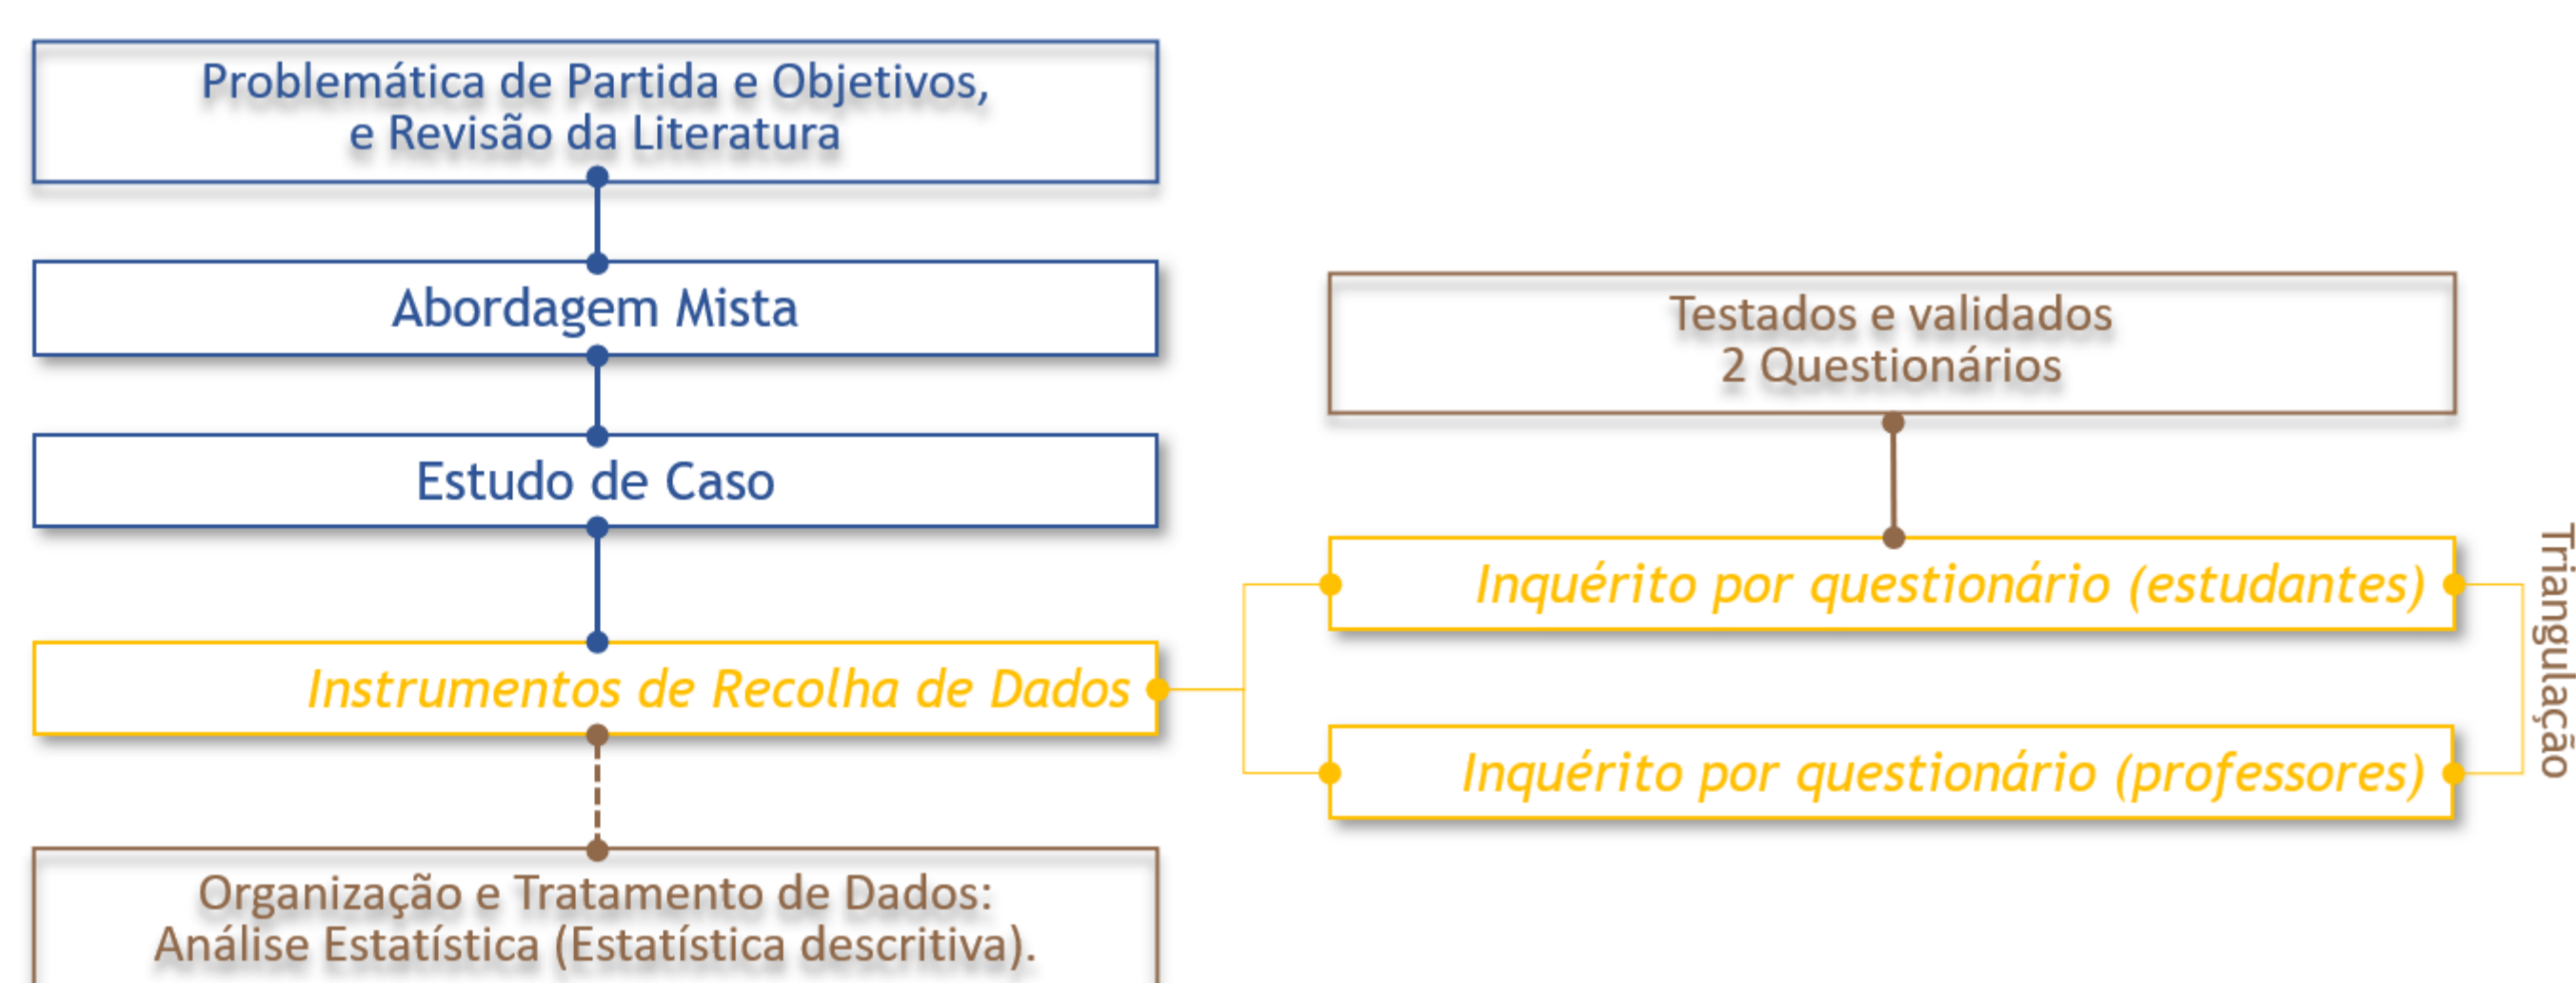 Problemática de Partida e Objetivos,
e Revisão da Literatura
Abordagem Mista
Estudo de Caso
Instrumentos de Recolha de Dados
Organização e Tratamento de Dados:
Análise Estatística (Estatística descritiva).
Testados e validados
2 Questionários
Inquérito por questionário (estudantes)
Inquérito por questionário (professores)
Triangulação